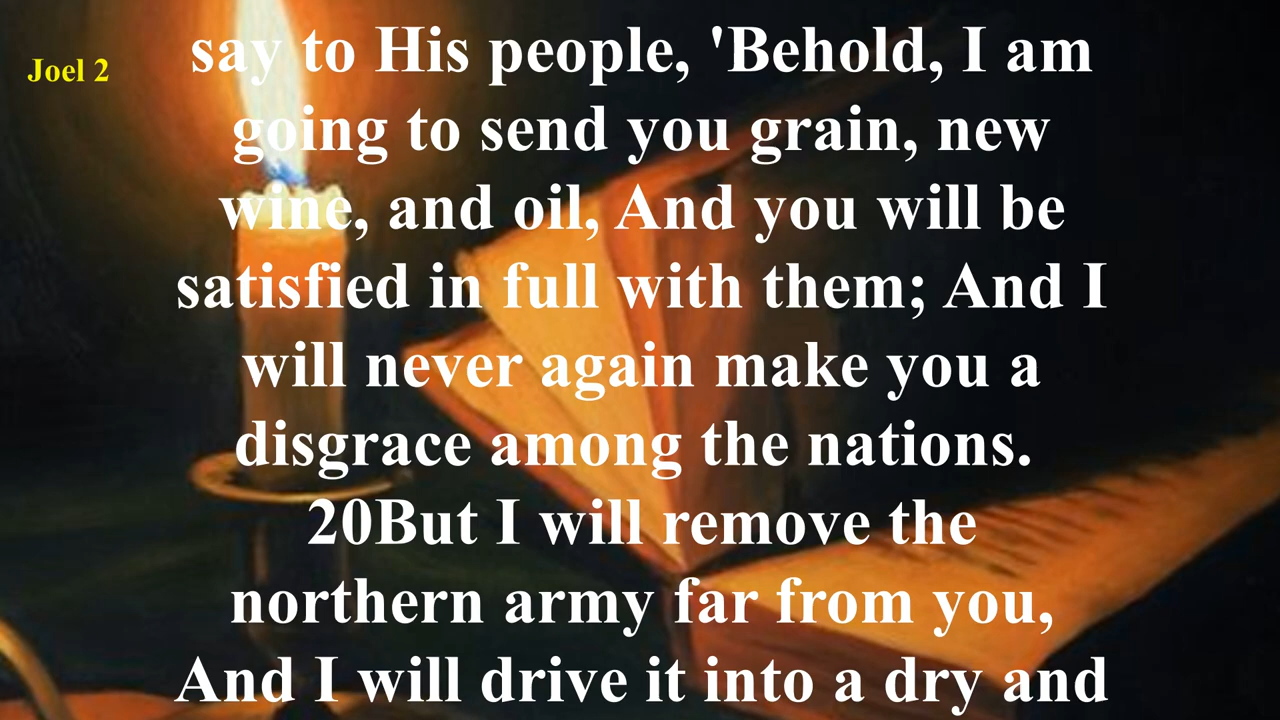 Joel 2
say to His people, 'Behold, I am
going to send you grain, new
wine, and oil, And you will be
satisfied in full with them; And I
will never again make you a
disgrace among the nations.
20But I will remove the
northern army far from you,
And I will drive it into a dry and